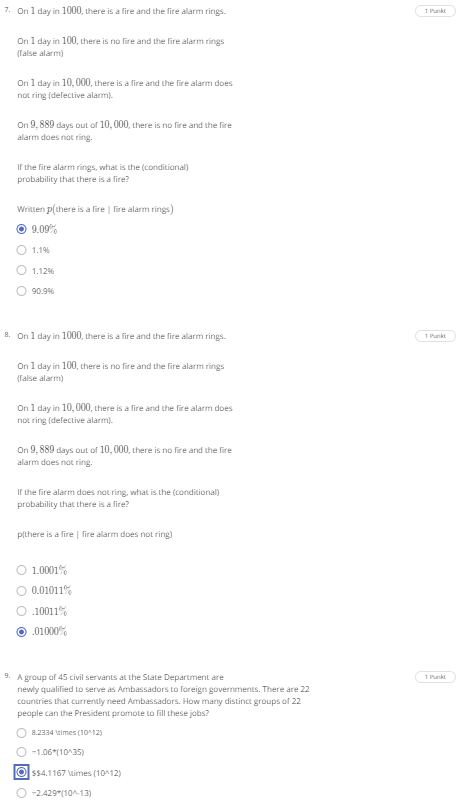 7. On 1 day in 1000, there is a fire and the fire alarm rings.
1 Punkt
On 1 day in 100, there is no fire and the fire alarm rings
(false alarm)
On 1 day in 10,000, there is a fire and the fire alarm does
not ring (defective alarm).
On 9,889 days out of 10,000, there is no fire and the fire
alarm does not ring.
If the fire alarm rings, what is the (conditional)
probability that there is a fire?
Written p(there is a fire | fire alarm rings)
9.09%
1.1%
1.12%
90.9%
8. On 1 day in 1000, there is a fire and the fire alarm rings.
1 Punkt
On 1 day in 100, there is no fire and the fire alarm rings
(false alarm)
On 1 day in 10,000, there is a fire and the fire alarm does
not ring (defective alarm).
On 9,889 days out of 10,000, there is no fire and the fire
alarm does not ring.
If the fire alarm does not ring, what is the (conditional)
probability that there is a fire?
p(there is a fire | fire alarm does not ring)
1.0001%
0.01011%
.10011%
.01000%
9. A group of 45 civil servants at the State Department are
1 Punkt
newly qualified to serve as Ambassadors to foreign governments. There are 22
countries that currently need Ambassadors. How many distinct groups of 22
people can the President promote to fill these jobs?
8.2334 \times (10^12)
~1.06*(10^35)
$$4.1167 \times (10^12)
~2.429*(10^-13)